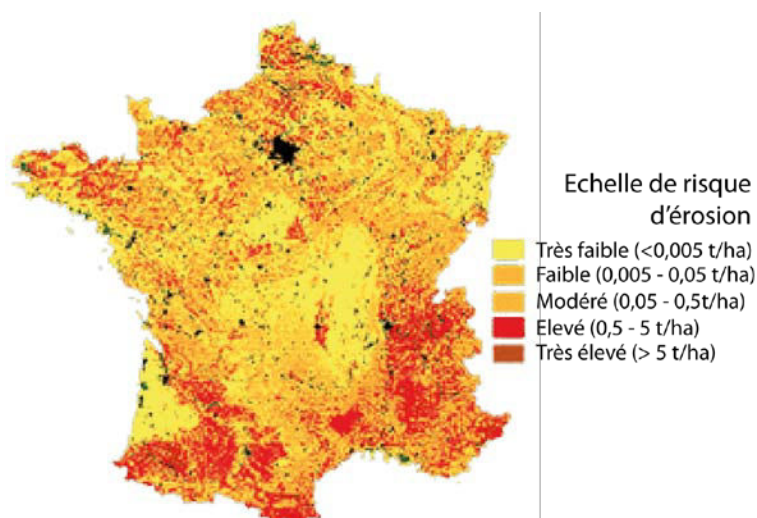 Echelle de risque
d'érosion
Très faible (<0,005 t/ha)
Faible (0,005 - 0,05 t/ha)
Modéré (0,05 - 0,5t/ha)
Elevé (0,5 - 5 t/ha)
Très élevé (> 5 t/ha)